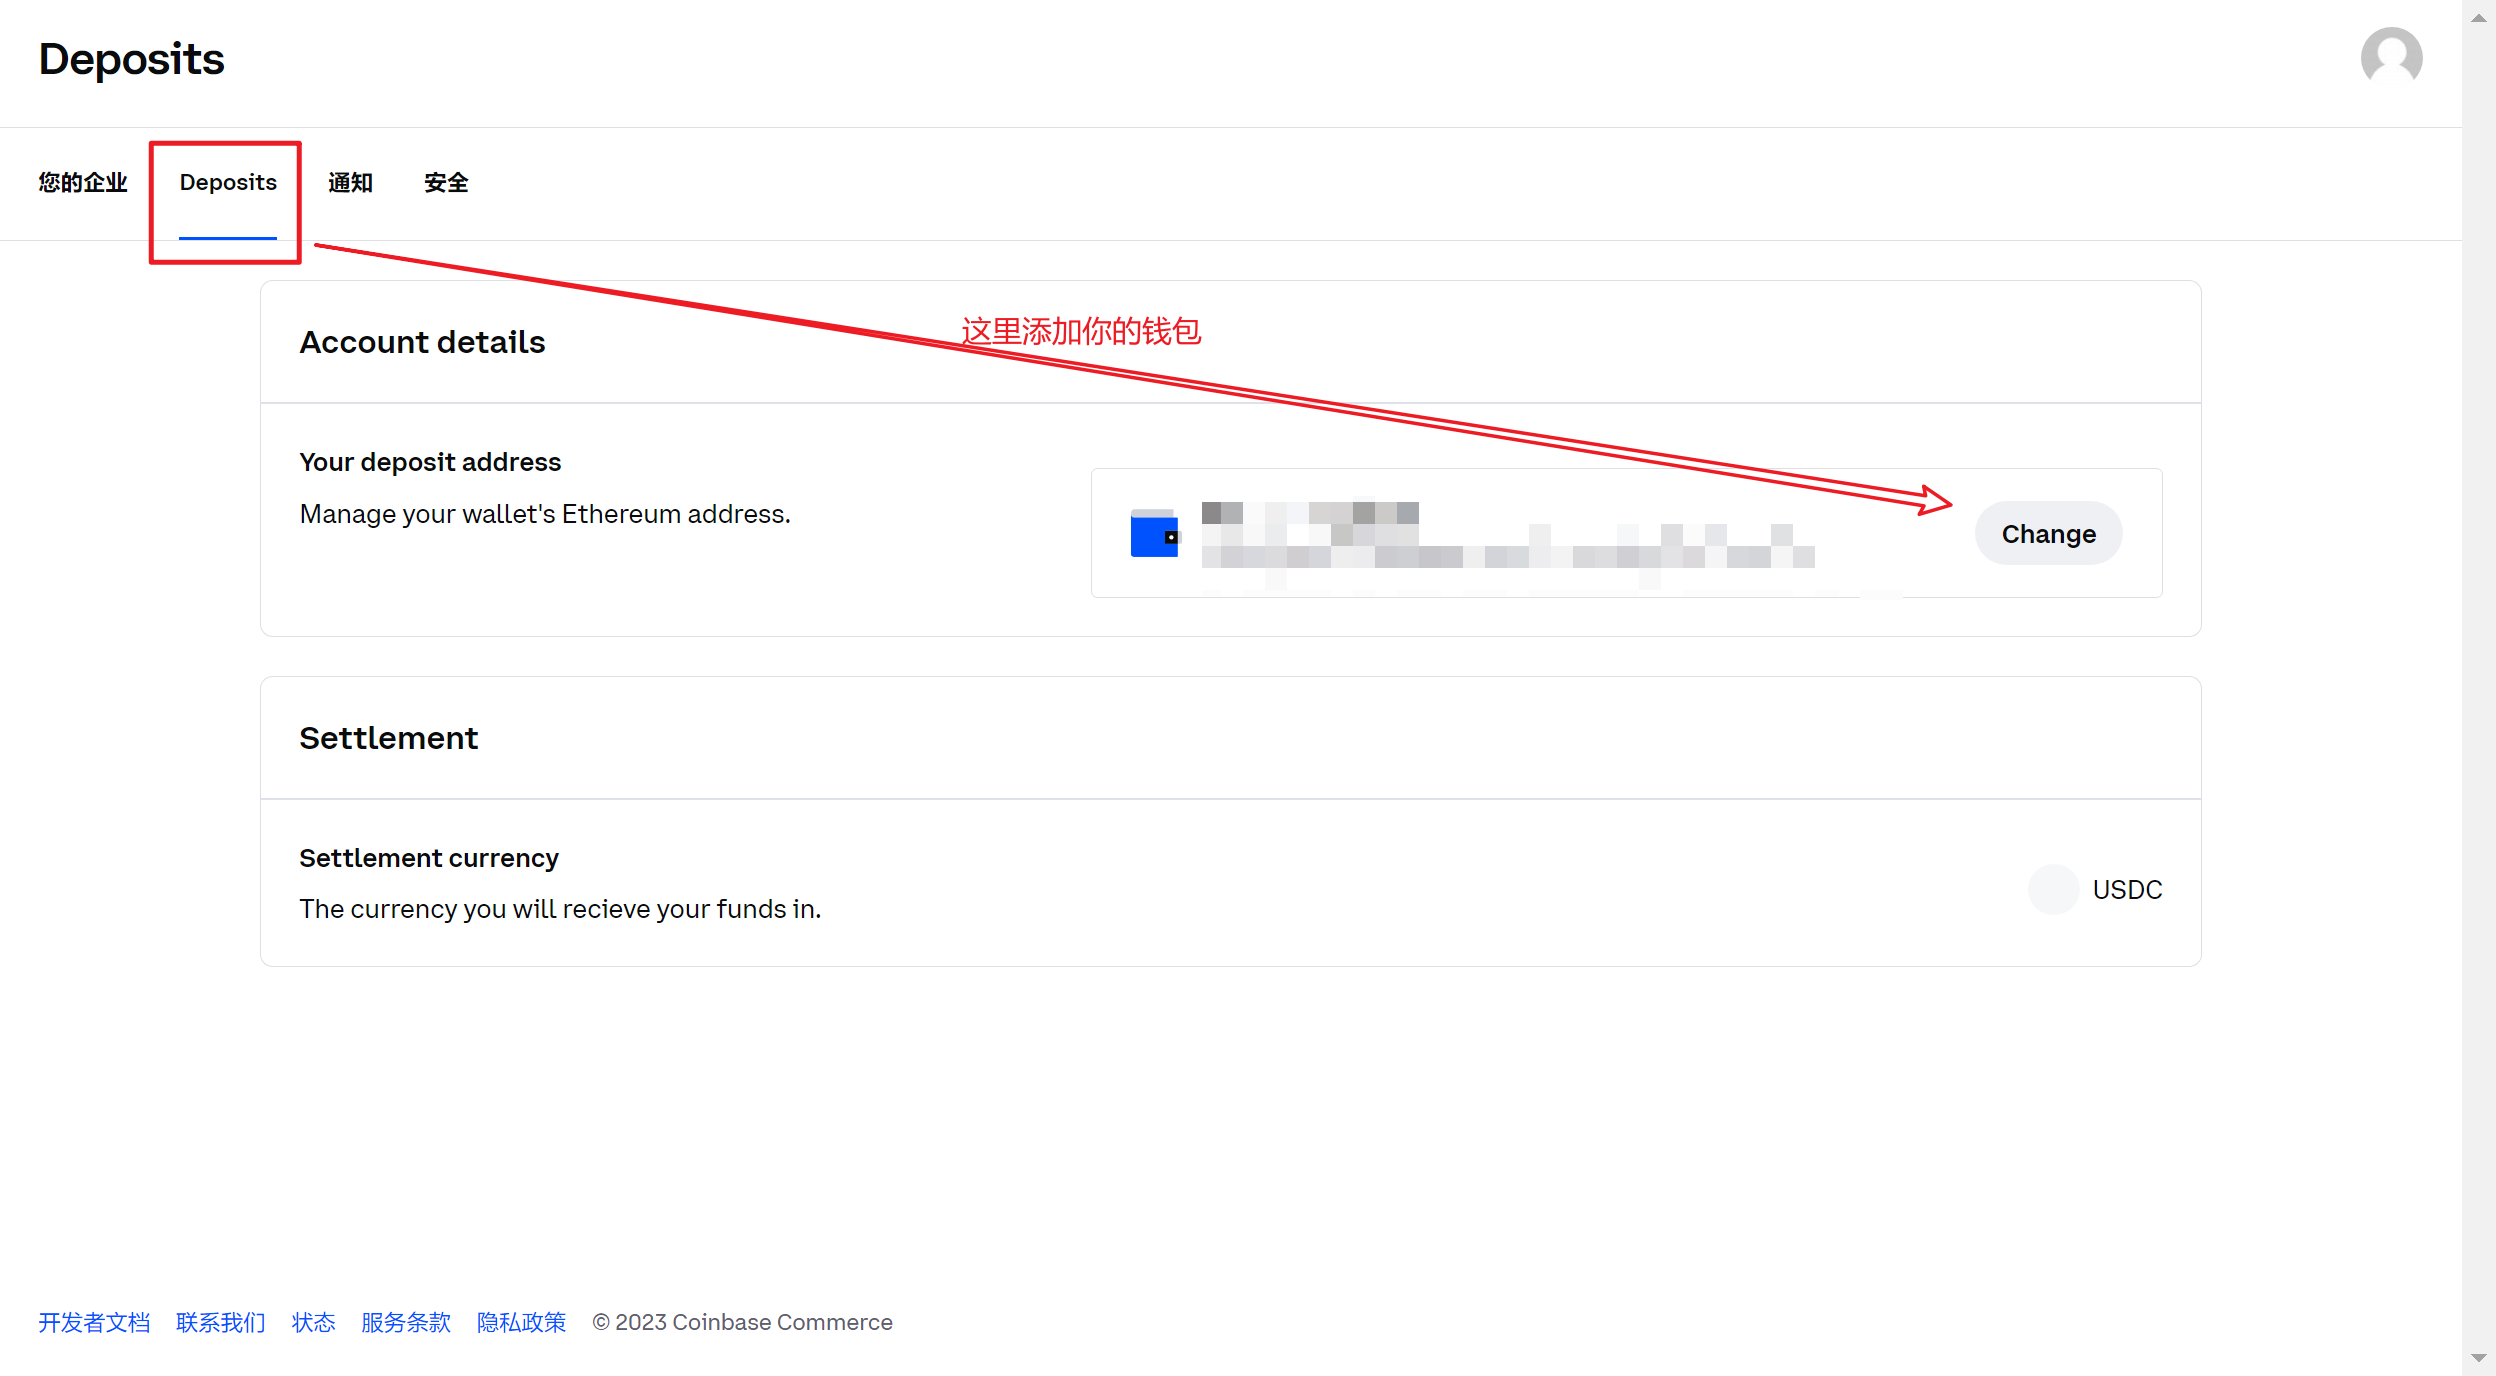 Deposits
您的企业 Deposits 通知 安全
这里添加你的钱包
Account details
Your deposit address
Manage your wallet's Ethereum address.
Change
Settlement
Settlement currency
The currency you will recieve your funds in.
USDC
开发者文档 联系我们 状态 服务条款 隐私政策 © 2023 Coinbase Commerce